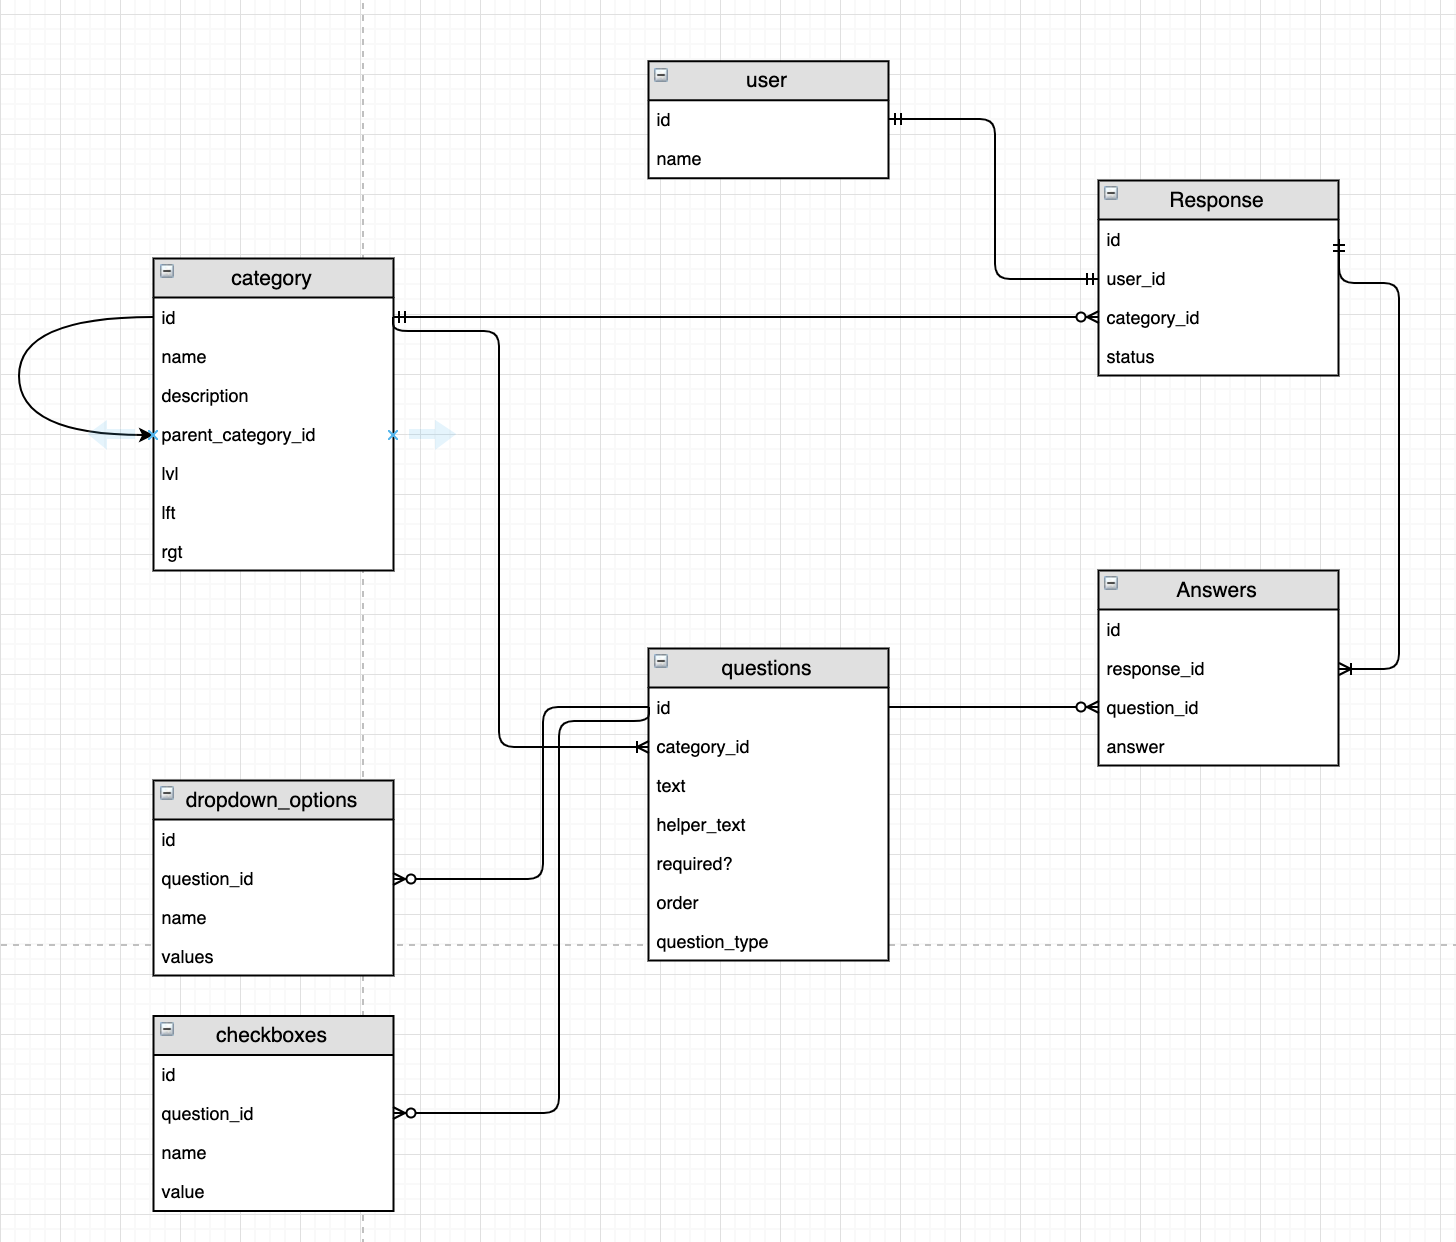 user
id
name
Response
id
user_id
category_id
status
category
id
name
description
parent_category_id
lvl
lft
rgt
Answers
id
response_id
question_id
answer
questions
id
category_id
text
helper_text
required?
order
question_type
dropdown_options
id
question_id
name
values
checkboxes
id
question_id
name
value